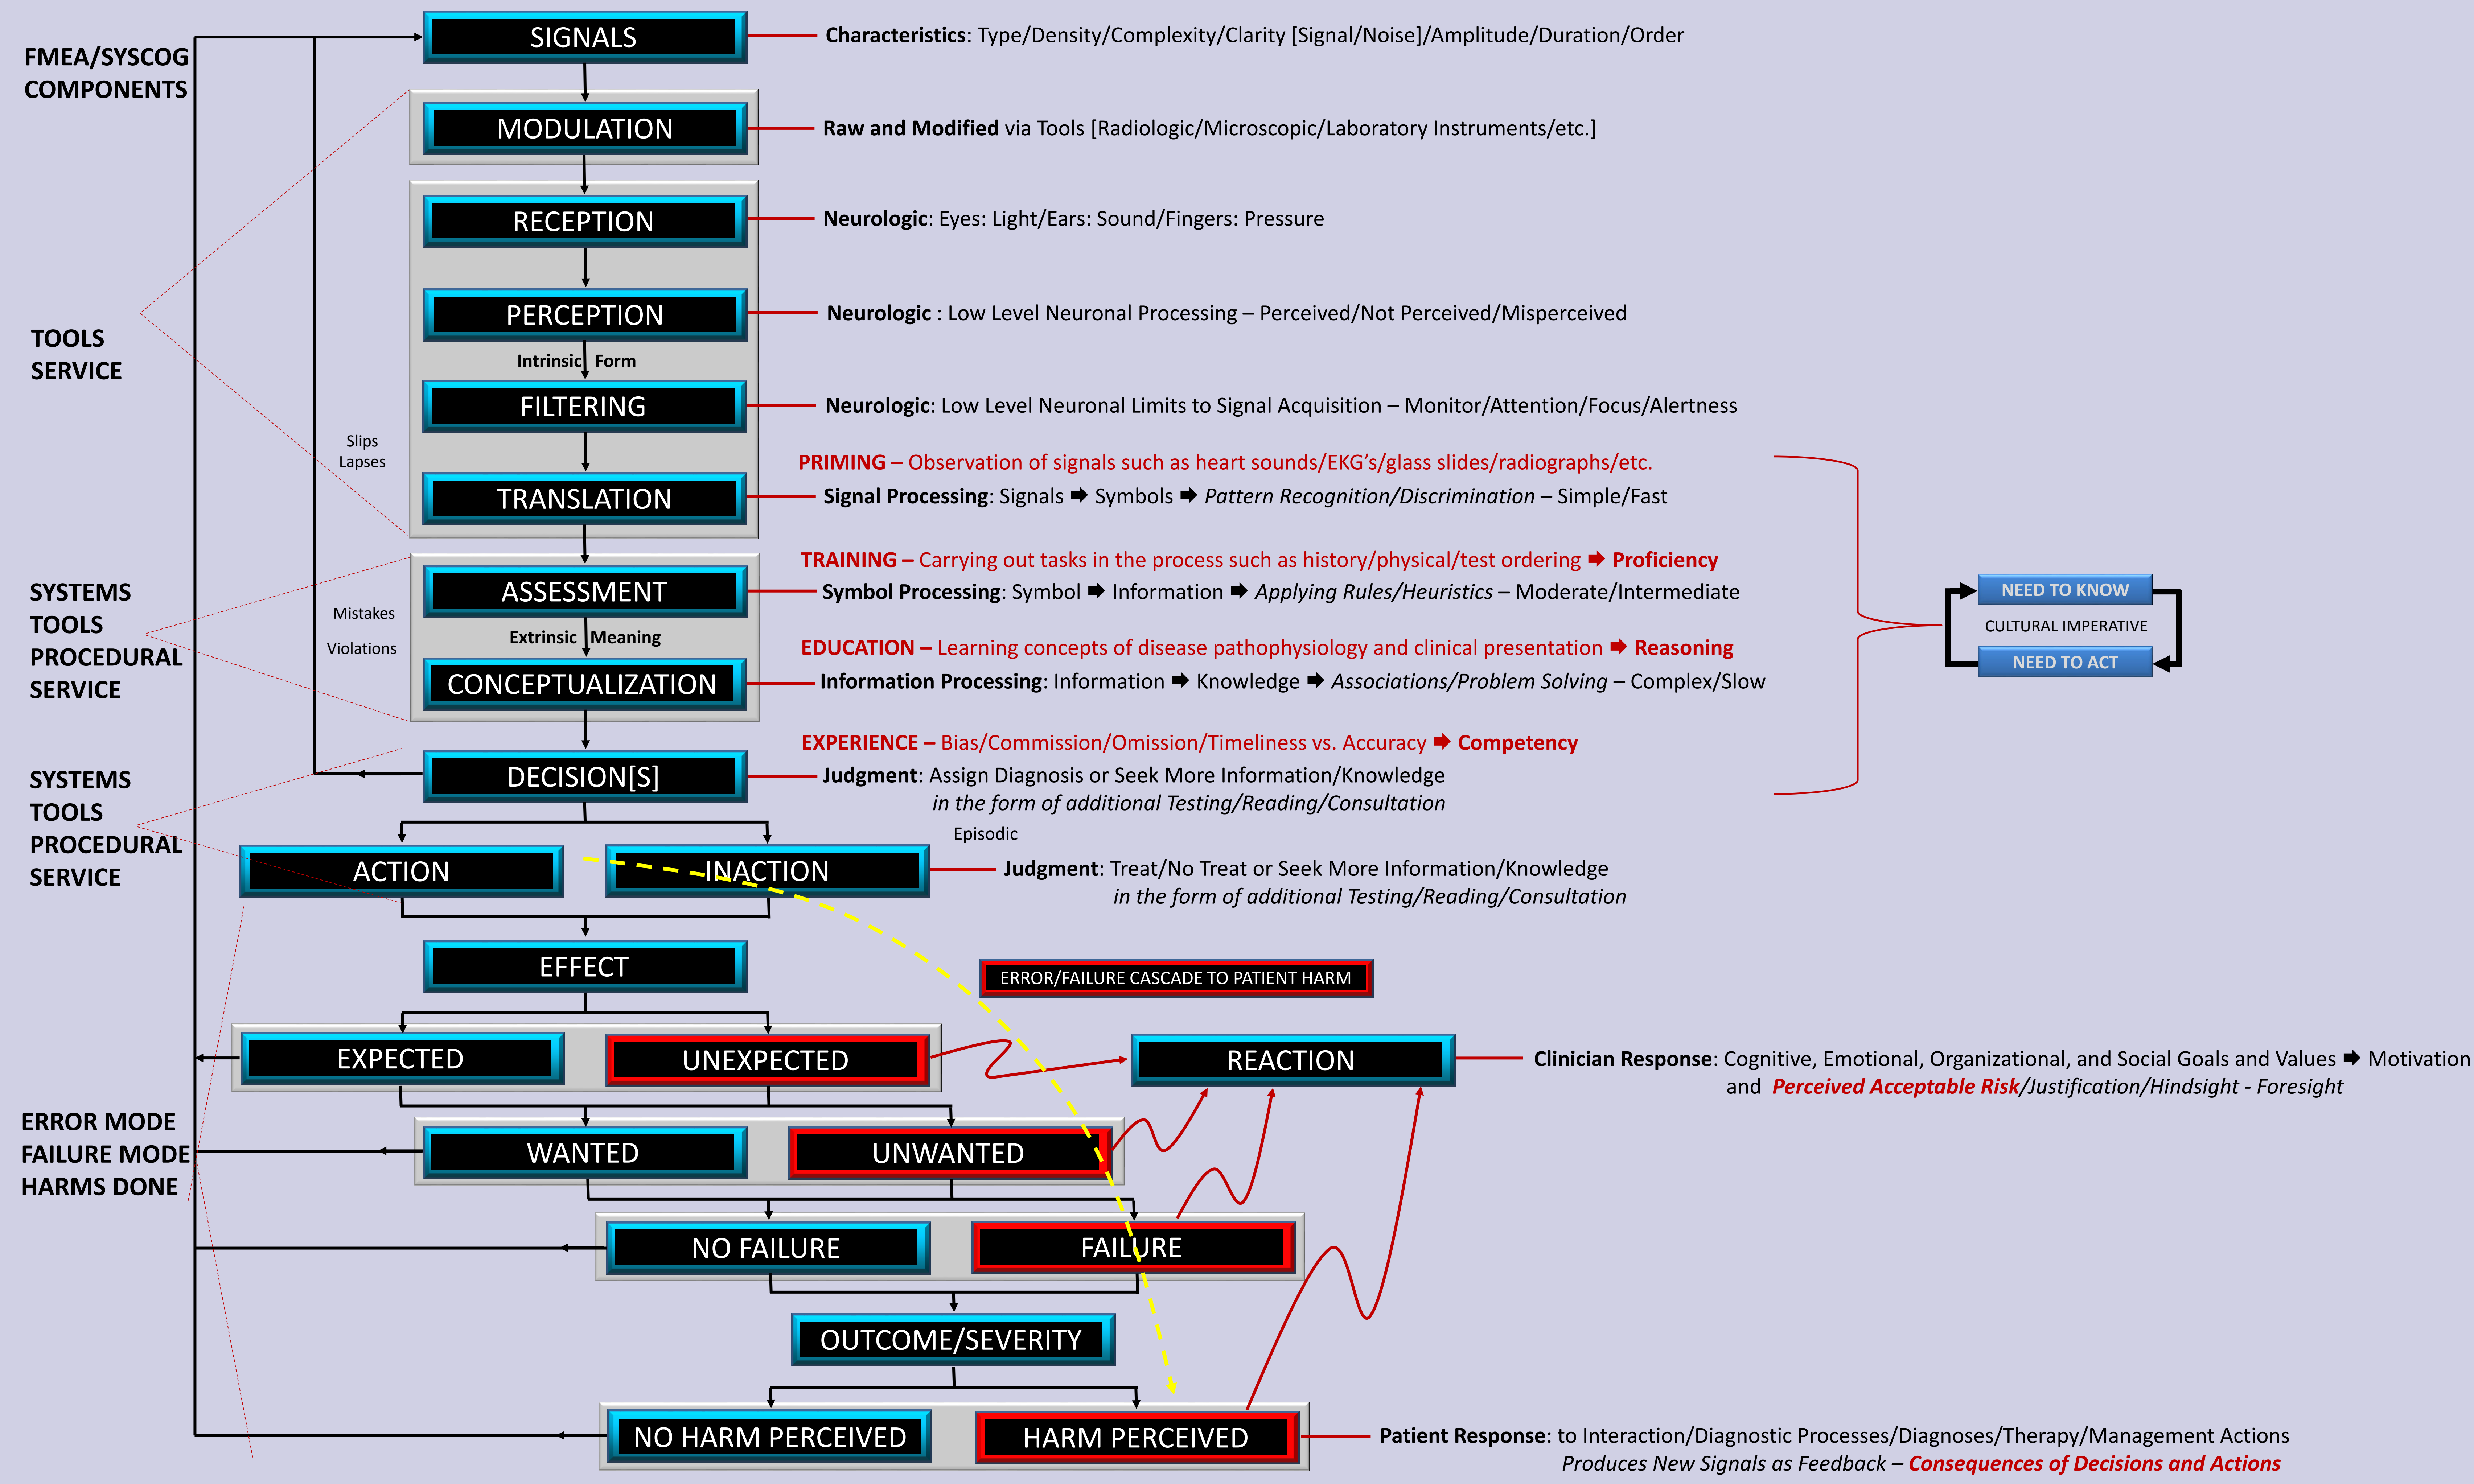 SIGNALS
Characteristics: Type/Density/Complexity/Clarity [Signal/Noise]/Amplitude/Duration/Order
FMEA/SYSCOG
COMPONENTS
MODULATION
Raw and Modified via Tools [Radiologic/Microscopic/Laboratory Instruments/etc.]
RECEPTION
Neurologic: Eyes: Light/Ears: Sound/Fingers: Pressure
PERCEPTION
Neurologic : Low Level Neuronal Processing – Perceived/Not Perceived/Misperceived
TOOLS
SERVICE
Intrinsic Form
FILTERING
Neurologic: Low Level Neuronal Limits to Signal Acquisition – Monitor/Attention/Focus/Alertness
Slips
Lapses
PRIMING – Observation of signals such as heart sounds/EKG’s/glass slides/radiographs/etc.
TRANSLATION
Signal Processing: Signals 🡆 Symbols 🡆 Pattern Recognition/Discrimination – Simple/Fast
TRAINING – Carrying out tasks in the process such as history/physical/test ordering 🡆 Proficiency
SYSTEMS
TOOLS
PROCEDURAL
SERVICE
Mistakes
Violations
ASSESSMENT
Symbol Processing: Symbol 🡆 Information 🡆 Applying Rules/Heuristics – Moderate/Intermediate
NEED TO KNOW
CULTURAL IMPERATIVE
NEED TO ACT
Extrinsic Meaning
EDUCATION – Learning concepts of disease pathophysiology and clinical presentation 🡆 Reasoning
CONCEPTUALIZATION
Information Processing: Information 🡆 Knowledge 🡆 Associations/Problem Solving – Complex/Slow
EXPERIENCE – Bias/Commission/Omission/Timeliness vs. Accuracy 🡆 Competency
SYSTEMS
TOOLS
PROCEDURAL
SERVICE
DECISION[S]
Judgment: Assign Diagnosis or Seek More Information/Knowledge
in the form of additional Testing/Reading/Consultation
Episodic
ACTION
INACTION
Judgment: Treat/No Treat or Seek More Information/Knowledge
in the form of additional Testing/Reading/Consultation
EFFECT
ERROR/FAILURE CASCADE TO PATIENT HARM
EXPECTED
UNEXPECTED
REACTION
Clinician Response: Cognitive, Emotional, Organizational, and Social Goals and Values 🡆 Motivation
and Perceived Acceptable Risk/Justification/Hindsight - Foresight
ERROR MODE
FAILURE MODE
HARMS DONE
WANTED
UNWANTED
NO FAILURE
FAILURE
OUTCOME/SEVERITY
NO HARM PERCEIVED
HARM PERCEIVED
Patient Response: to Interaction/Diagnostic Processes/Diagnoses/Therapy/Management Actions
Produces New Signals as Feedback – Consequences of Decisions and Actions